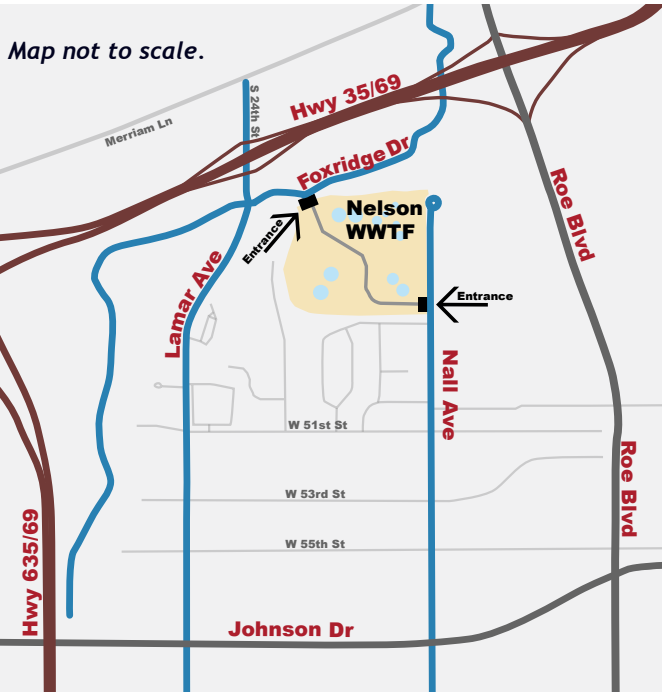 Map not to scale.
S 24th St
Hwy 35/69
Merriam Ln
Foxridge Dr
Roe Blvd
Nelson
WWTF
Entrance
Lamar Ave
Entrance
Nall Ave
W 51st St
Roe Blvd
W 53rd St
Hwy 635/69
W 55th St
Johnson Dr